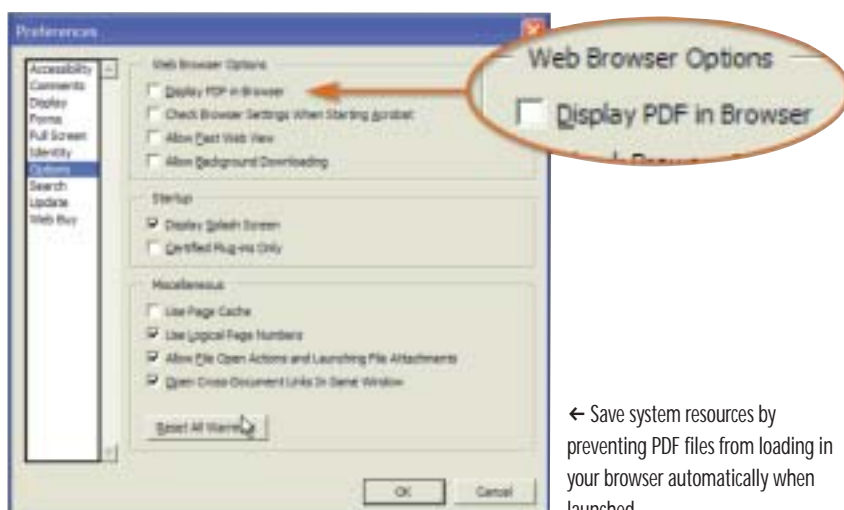 Preferences
Accessibility
Comments
Display
Forms
Full Screen
Identity
Options
Search
Update
Web Buy
Web Browser Options
Display PDF in Browser
Check Browser Settings When Starting Acrobat
Allow Fast Web View
Allow Background Downloading
Startup
Display Splash Screen
Certified Plug-ins Only
Miscellaneous
Use Page Cache
Use Logical Page Numbers
Allow File Open Actions and Launching File Attachments
Open Cross-Document Links In Same Window
Reset All
OK
Cancel
Web Browser Options
Display PDF in Browser
← Save system resources by
preventing PDF files from loading in
your browser automatically when
launched